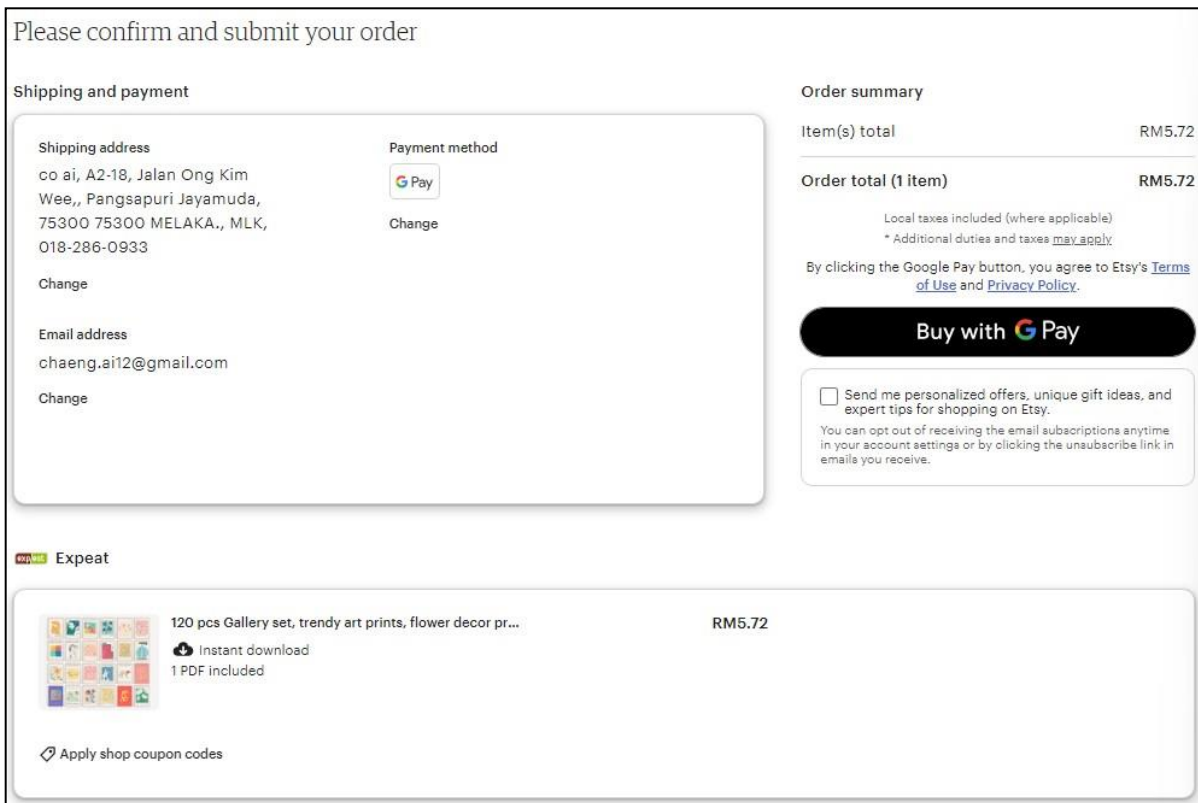 Please confirm and submit your order
Shipping and payment
Shipping address
co ai, A2-18, Jalan Ong Kim
Wee,, Pangsapuri Jayamuda,
75300 75300 MELAKA., MLK,
018-286-0933
Change
Email address
chaeng.ai12@gmail.com
Change
Payment method
G Pay
Change
Order summary
Item(s) total RM5.72
Order total (1 item) RM5.72
Local taxes included (where applicable)
* Additional duties and taxes may apply
By clicking the Google Pay button, you agree to Etsy's Terms
of Use and Privacy Policy.
Buy with G Pay
Send me personalized offers, unique gift ideas, and
expert tips for shopping on Etsy.
You can opt out of receiving the email subscriptions anytime
in your account settings or by clicking the unsubscribe link in
emails you receive.
expeat Expeat
120 pcs Gallery set, trendy art prints, flower decor pr... RM5.72
Instant download
1 PDF included
Apply shop coupon codes